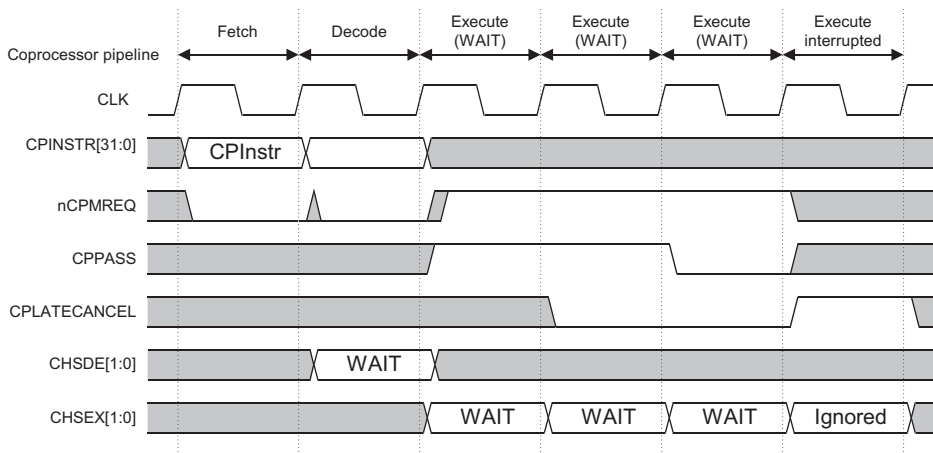 Coprocessor pipeline
Fetch
Decode
Execute
(WAIT)
Execute
(WAIT)
Execute
(WAIT)
Execute
interrupted
CLK
CPINSTR[31:0]
CPInstr
nCPMREQ
CPPASS
CPLATECANCEL
CHSDE[1:0]
WAIT
CHSEX[1:0]
WAIT
WAIT
WAIT
Ignored